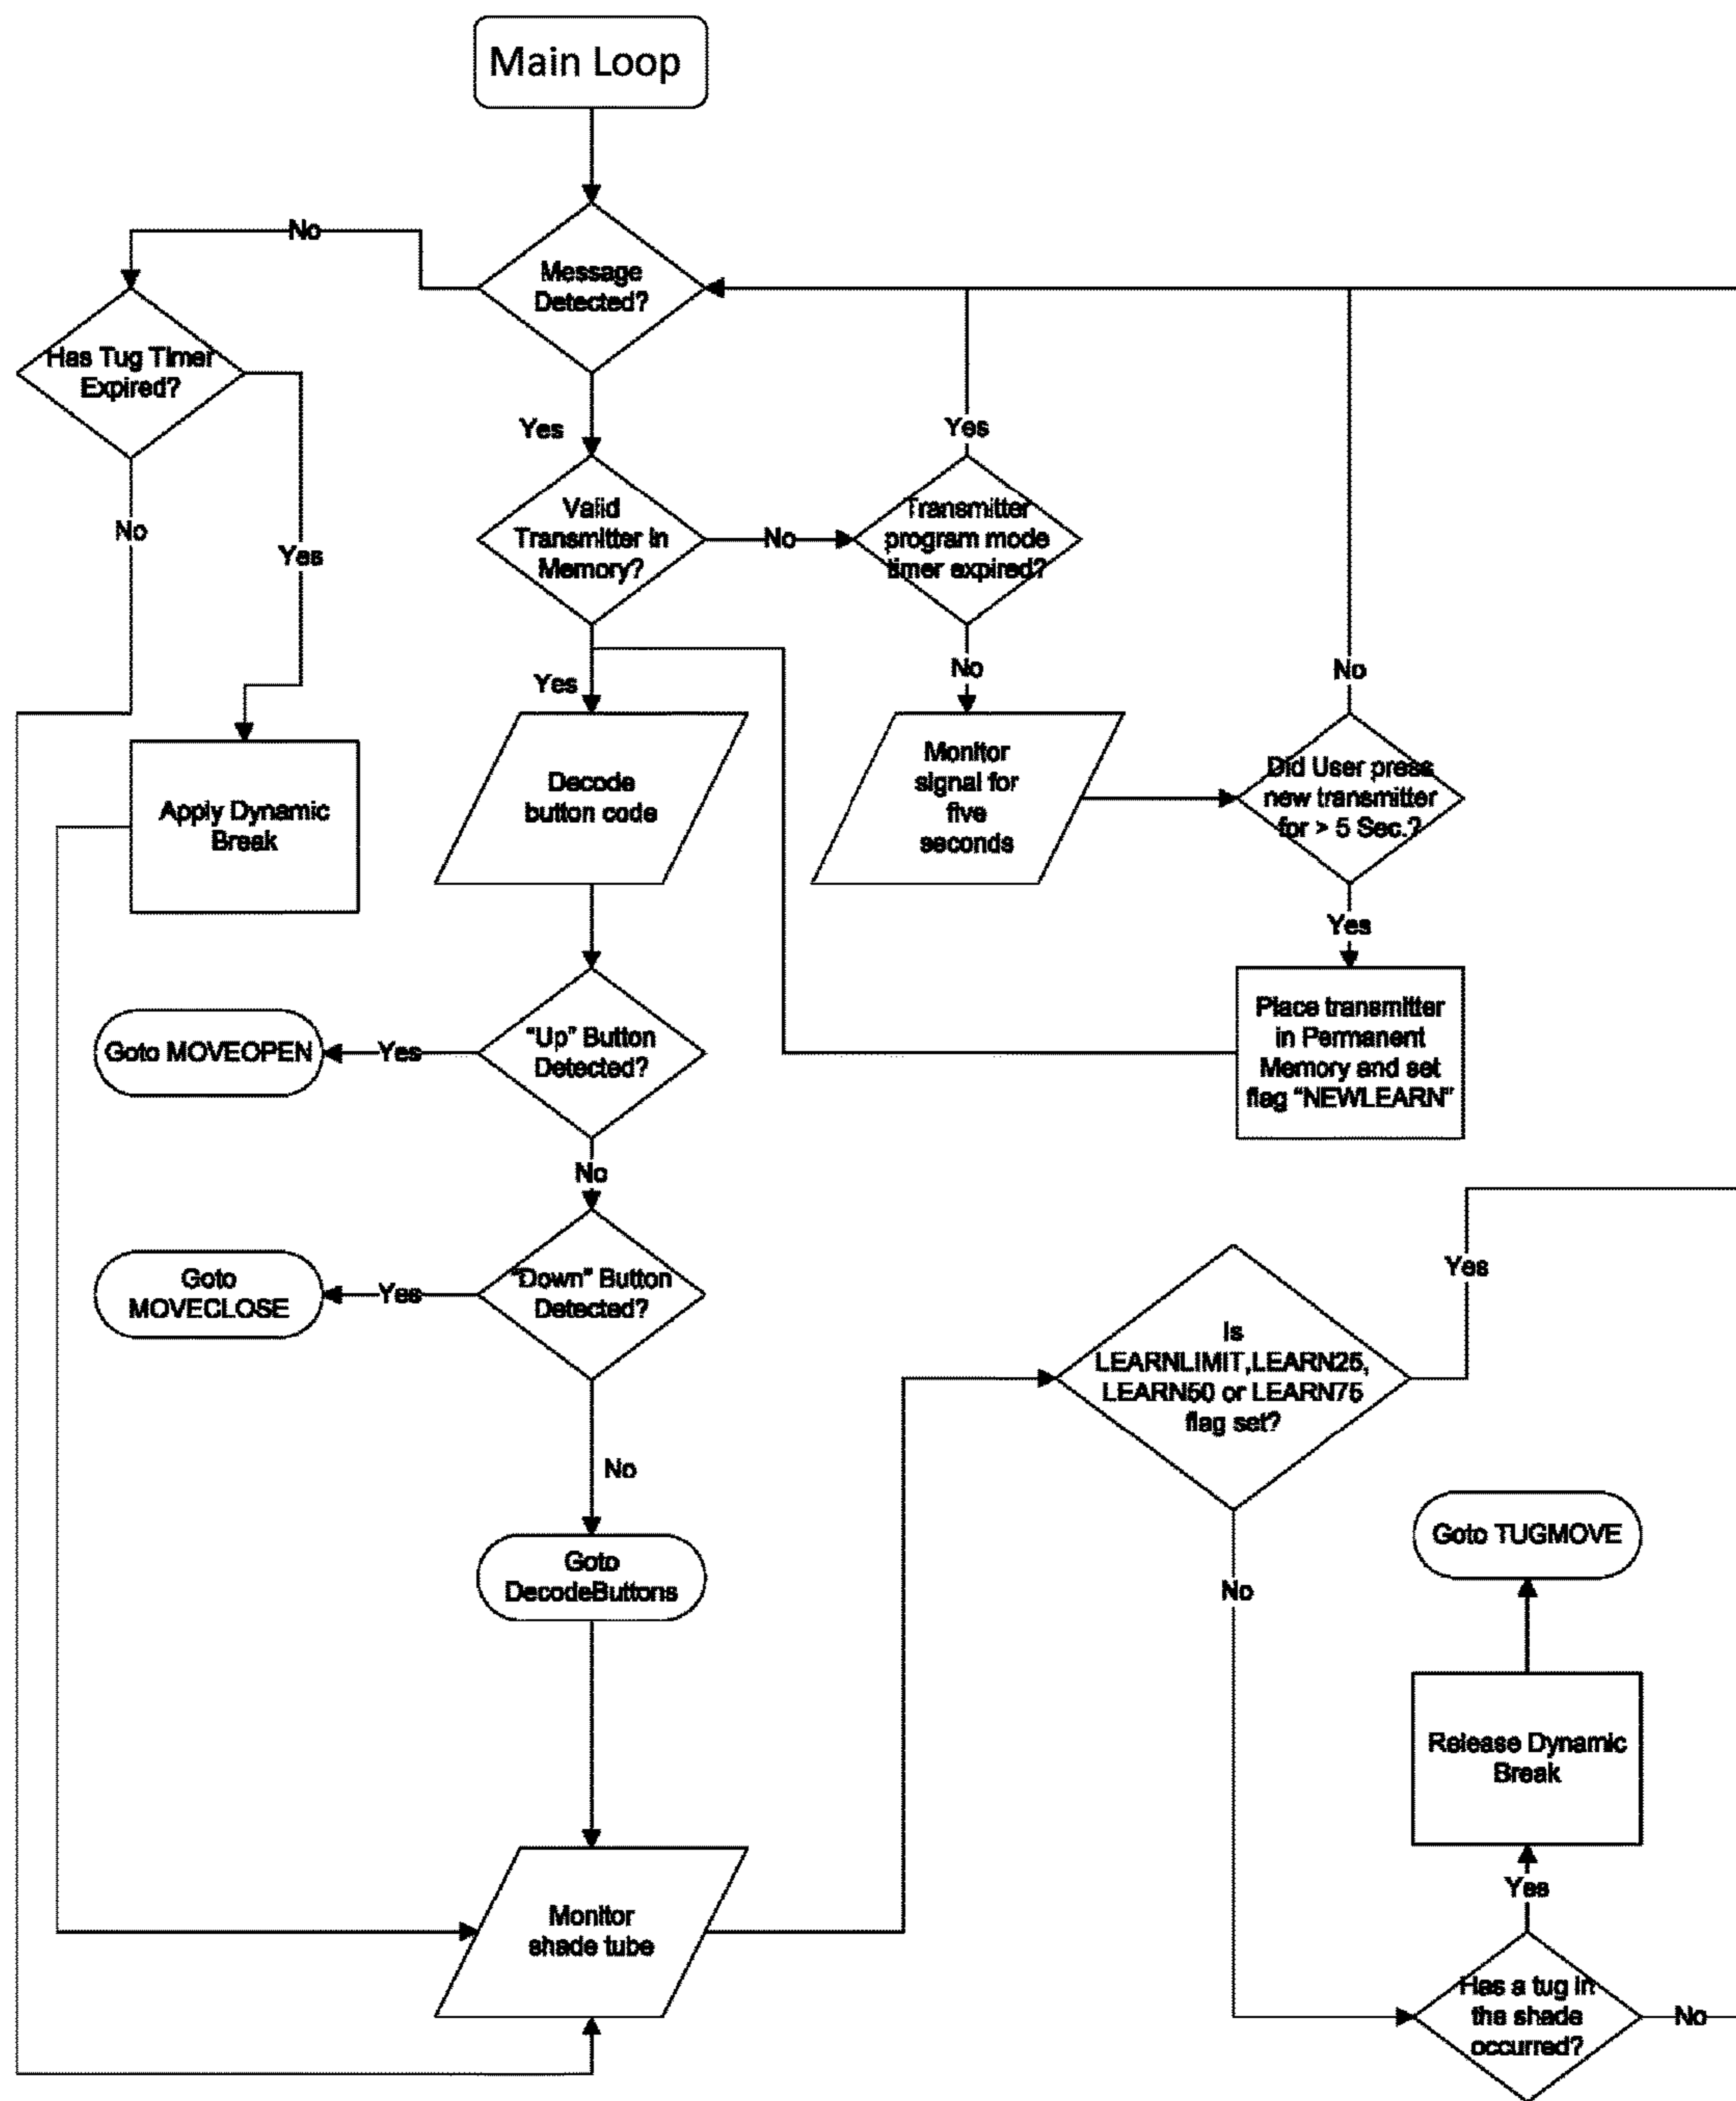 Main Loop
No
Message
Detected?
Has Tug Timer
Expired?
Yes
Yes
Valid
Transmitter in
Memory?
No
Transmitter
program mode
timer expired?
No
Yes
Yes
No
No
Decode
button code
Monitor
signal for
five
seconds
Did User press
new transmitter
for > 5 Sec.?
Apply Dynamic
Break
Yes
Goto MOVEOPEN
Yes
"Up" Button
Detected?
Place transmitter
in Permanent
Memory and set
flag "NEWLEARN"
No
Goto
MOVECLOSE
Yes
"Down" Button
Detected?
Yes
Is
LEARNLIMIT,LEARN25,
LEARN50 or LEARN75
flag set?
No
Goto
DecodeButtons
No
Goto TUGMOVE
Release Dynamic
Break
Yes
Monitor
shade tube
Has a tug in
the shade
occurred?
No